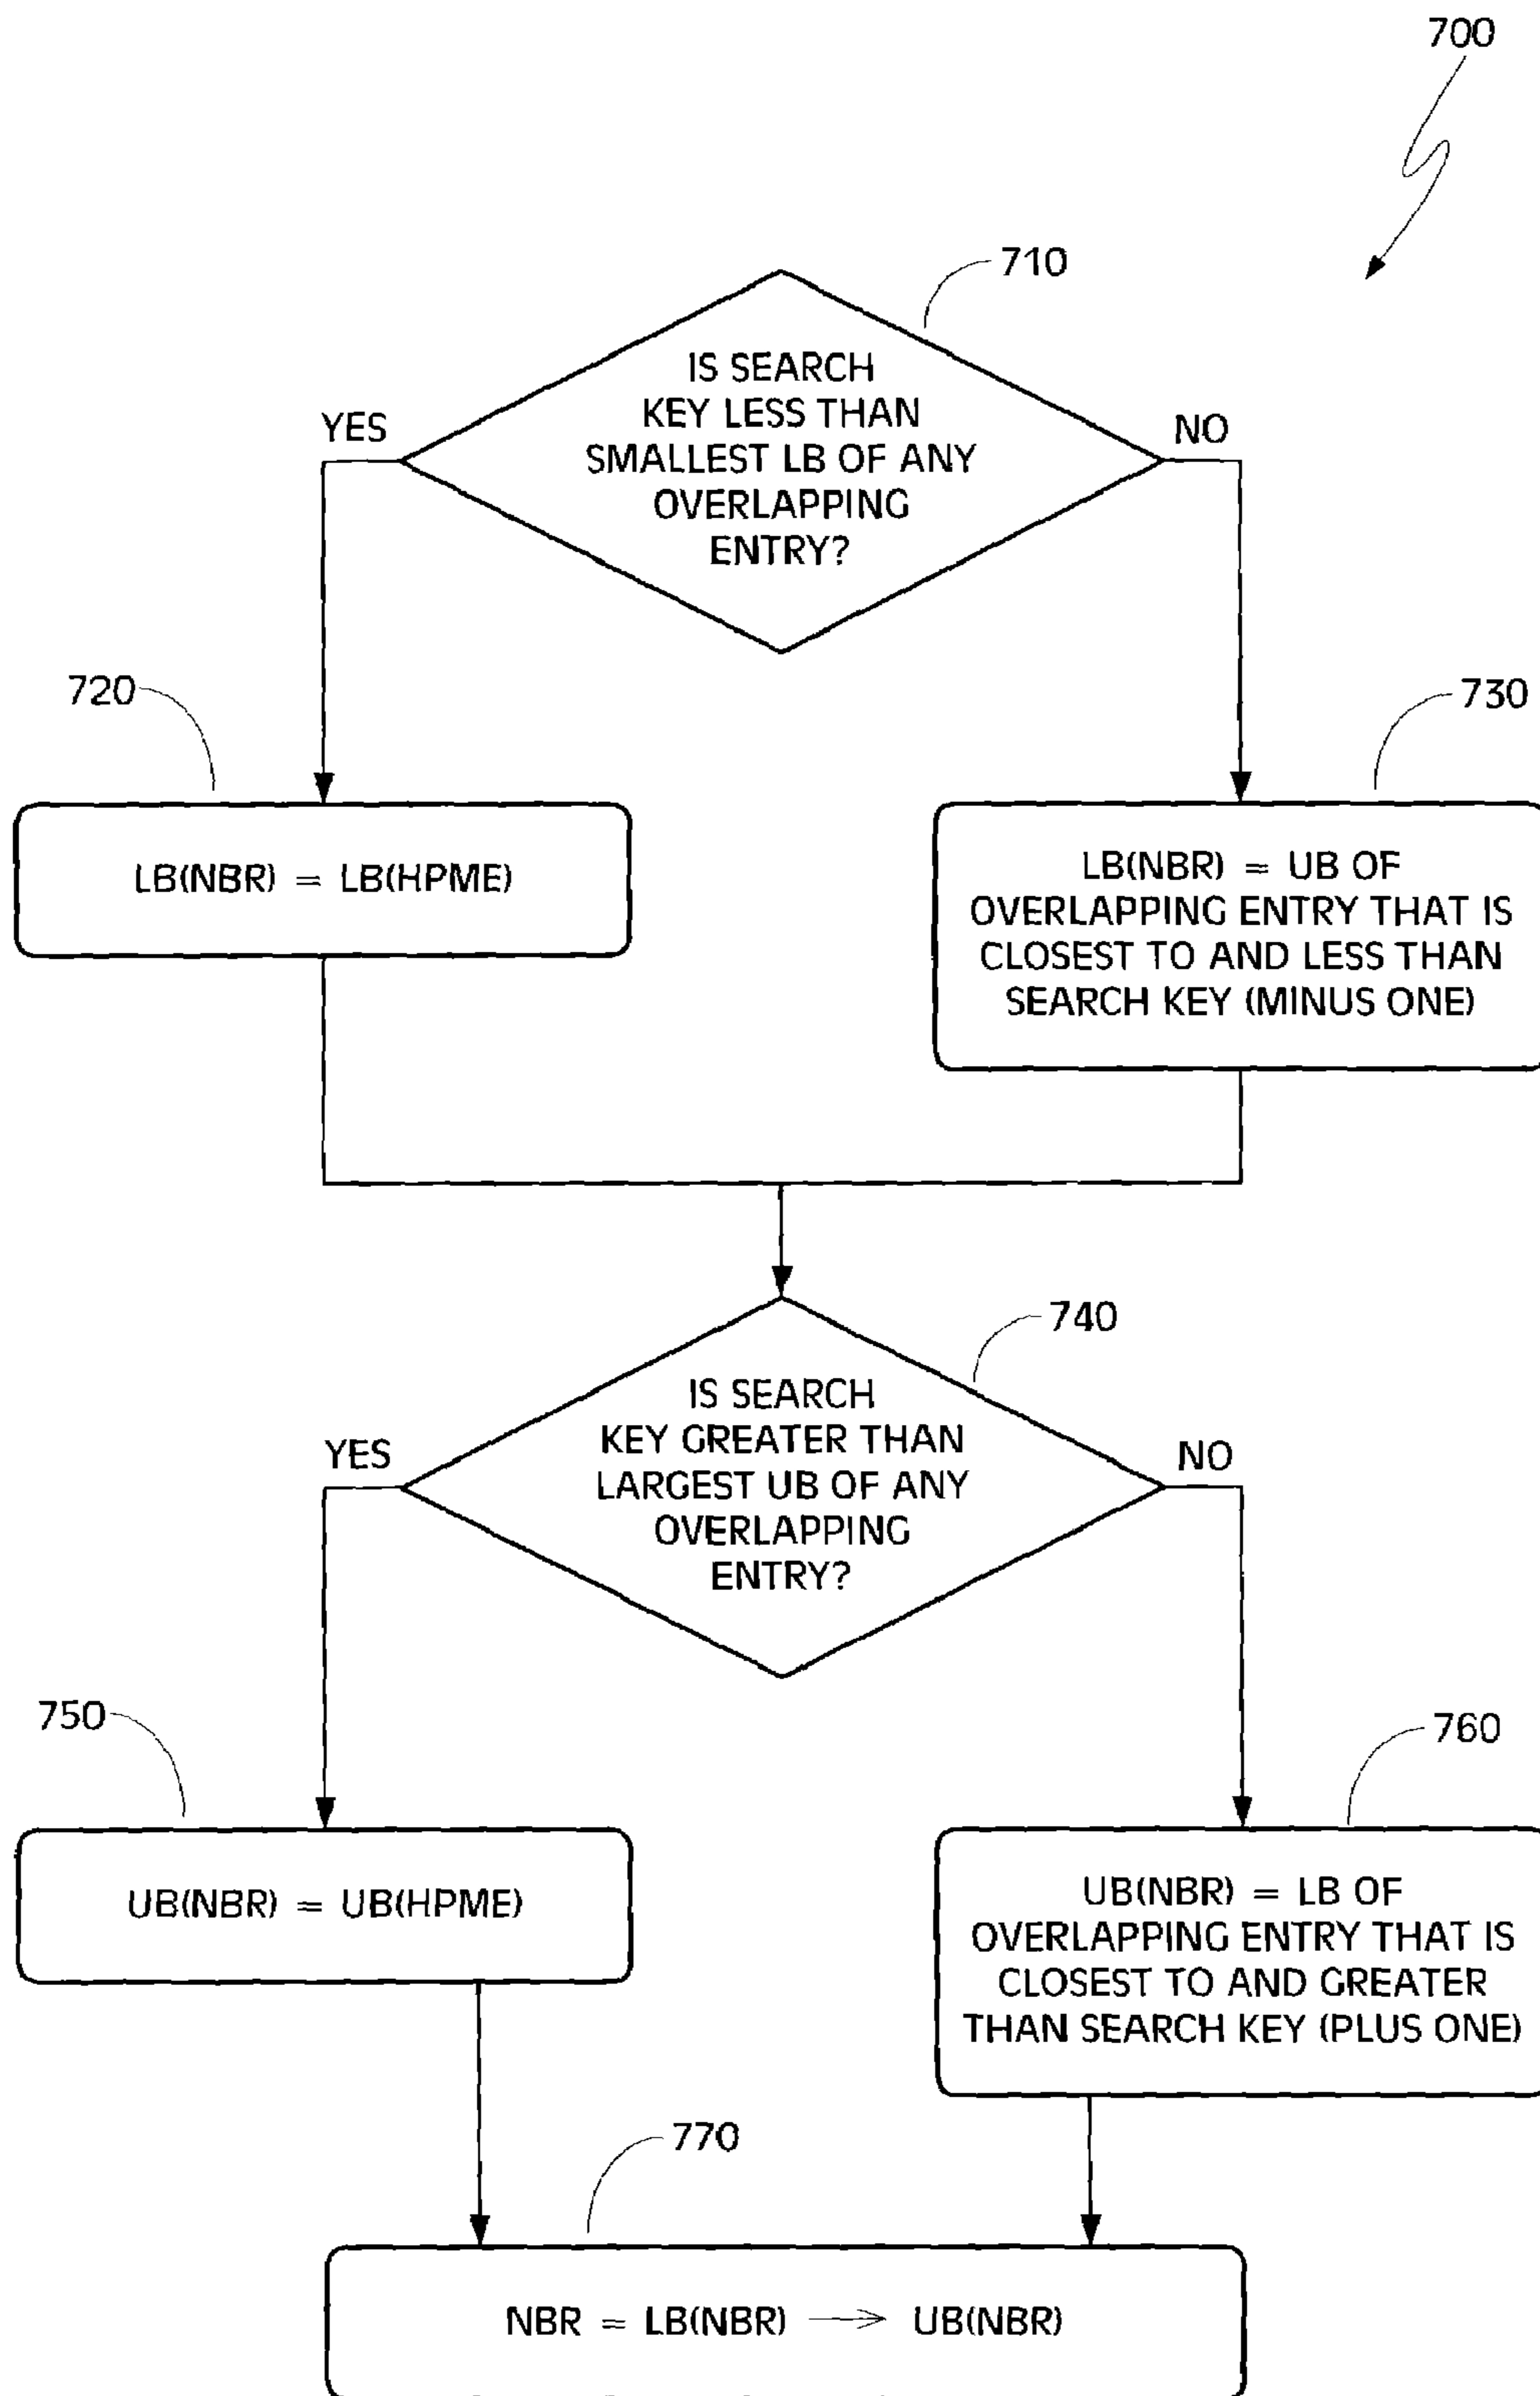 700
710
IS SEARCH
KEY LESS THAN
SMALLEST LB OF ANY
OVERLAPPING
ENTRY?
YES
NO
720
730
LB(NBR) = LB(HPME)
LB(NBR) = UB OF
OVERLAPPING ENTRY THAT IS
CLOSEST TO AND LESS THAN
SEARCH KEY (MINUS ONE)
740
IS SEARCH
KEY GREATER THAN
LARGEST UB OF ANY
OVERLAPPING
ENTRY?
YES
NO
750
760
UB(NBR) = UB(HPME)
UB(NBR) = LB OF
OVERLAPPING ENTRY THAT IS
CLOSEST TO AND GREATER
THAN SEARCH KEY (PLUS ONE)
770
NBR = LB(NBR) → UB(NBR)